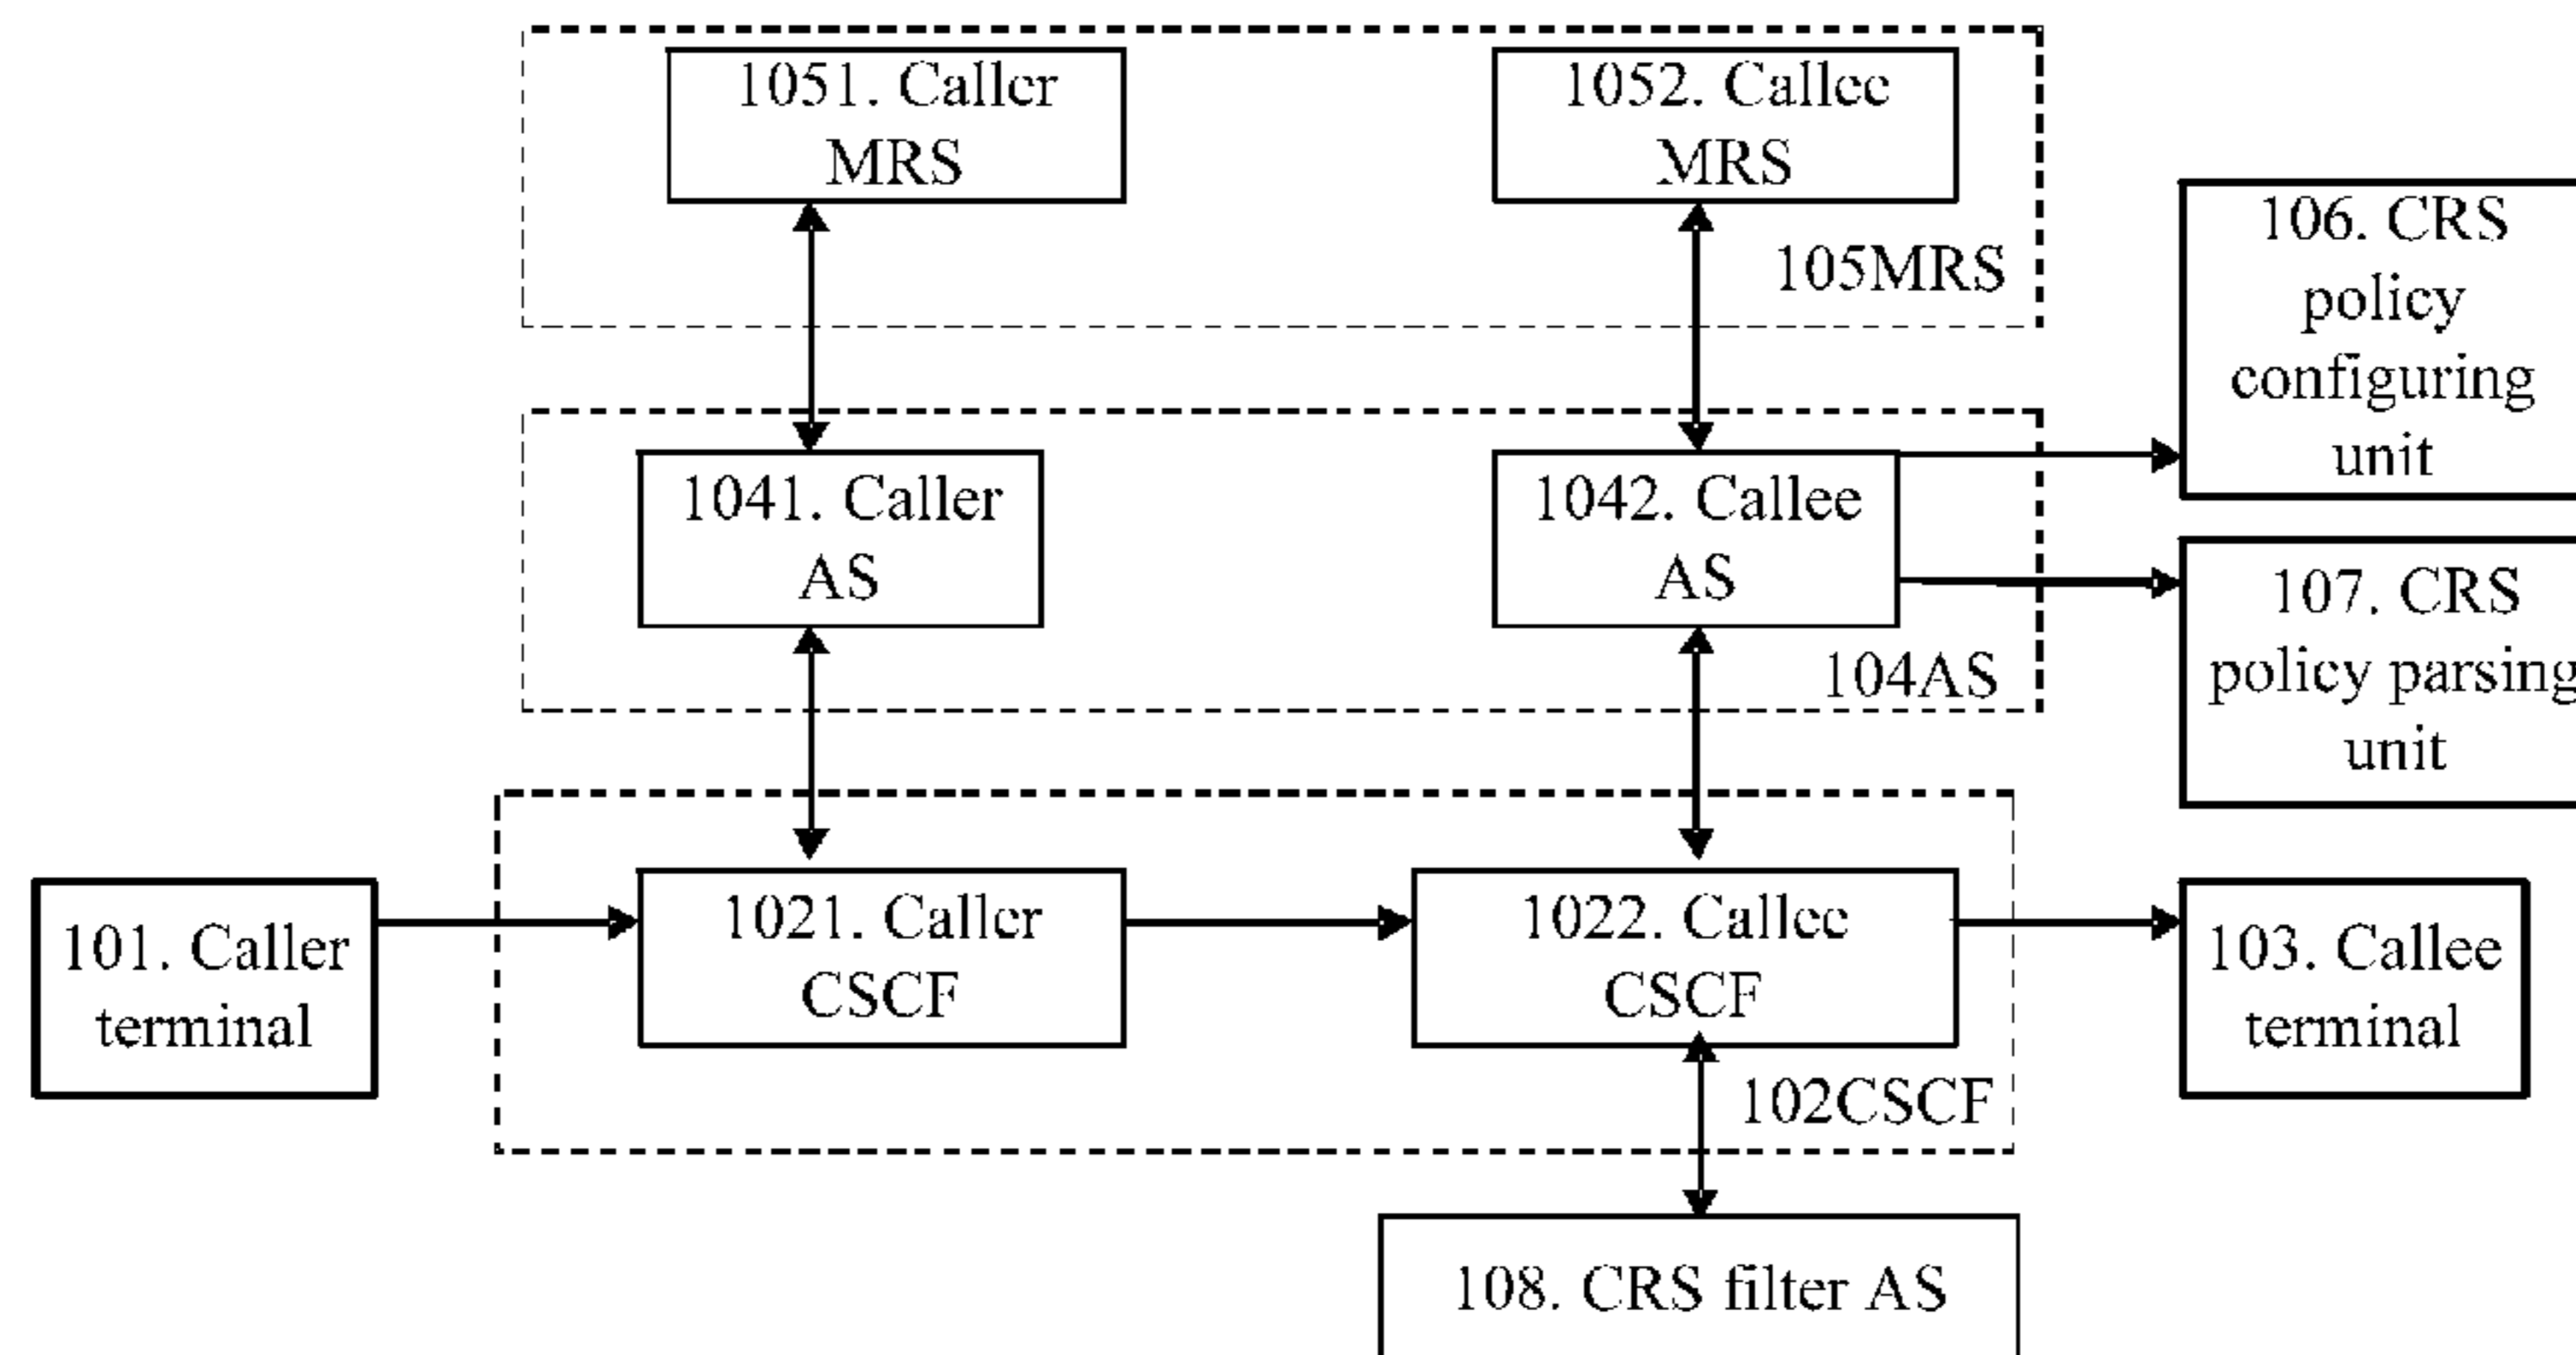 1051. Caller
MRS
1052. Callee
MRS
105MRS
106. CRS
policy
configuring
unit
1041. Caller
AS
1042. Callee
AS
104AS
107. CRS
policy parsing
unit
101. Caller
terminal
1021. Caller
CSCF
1022. Callee
CSCF
102CSCF
103. Callee
terminal
108. CRS filter AS